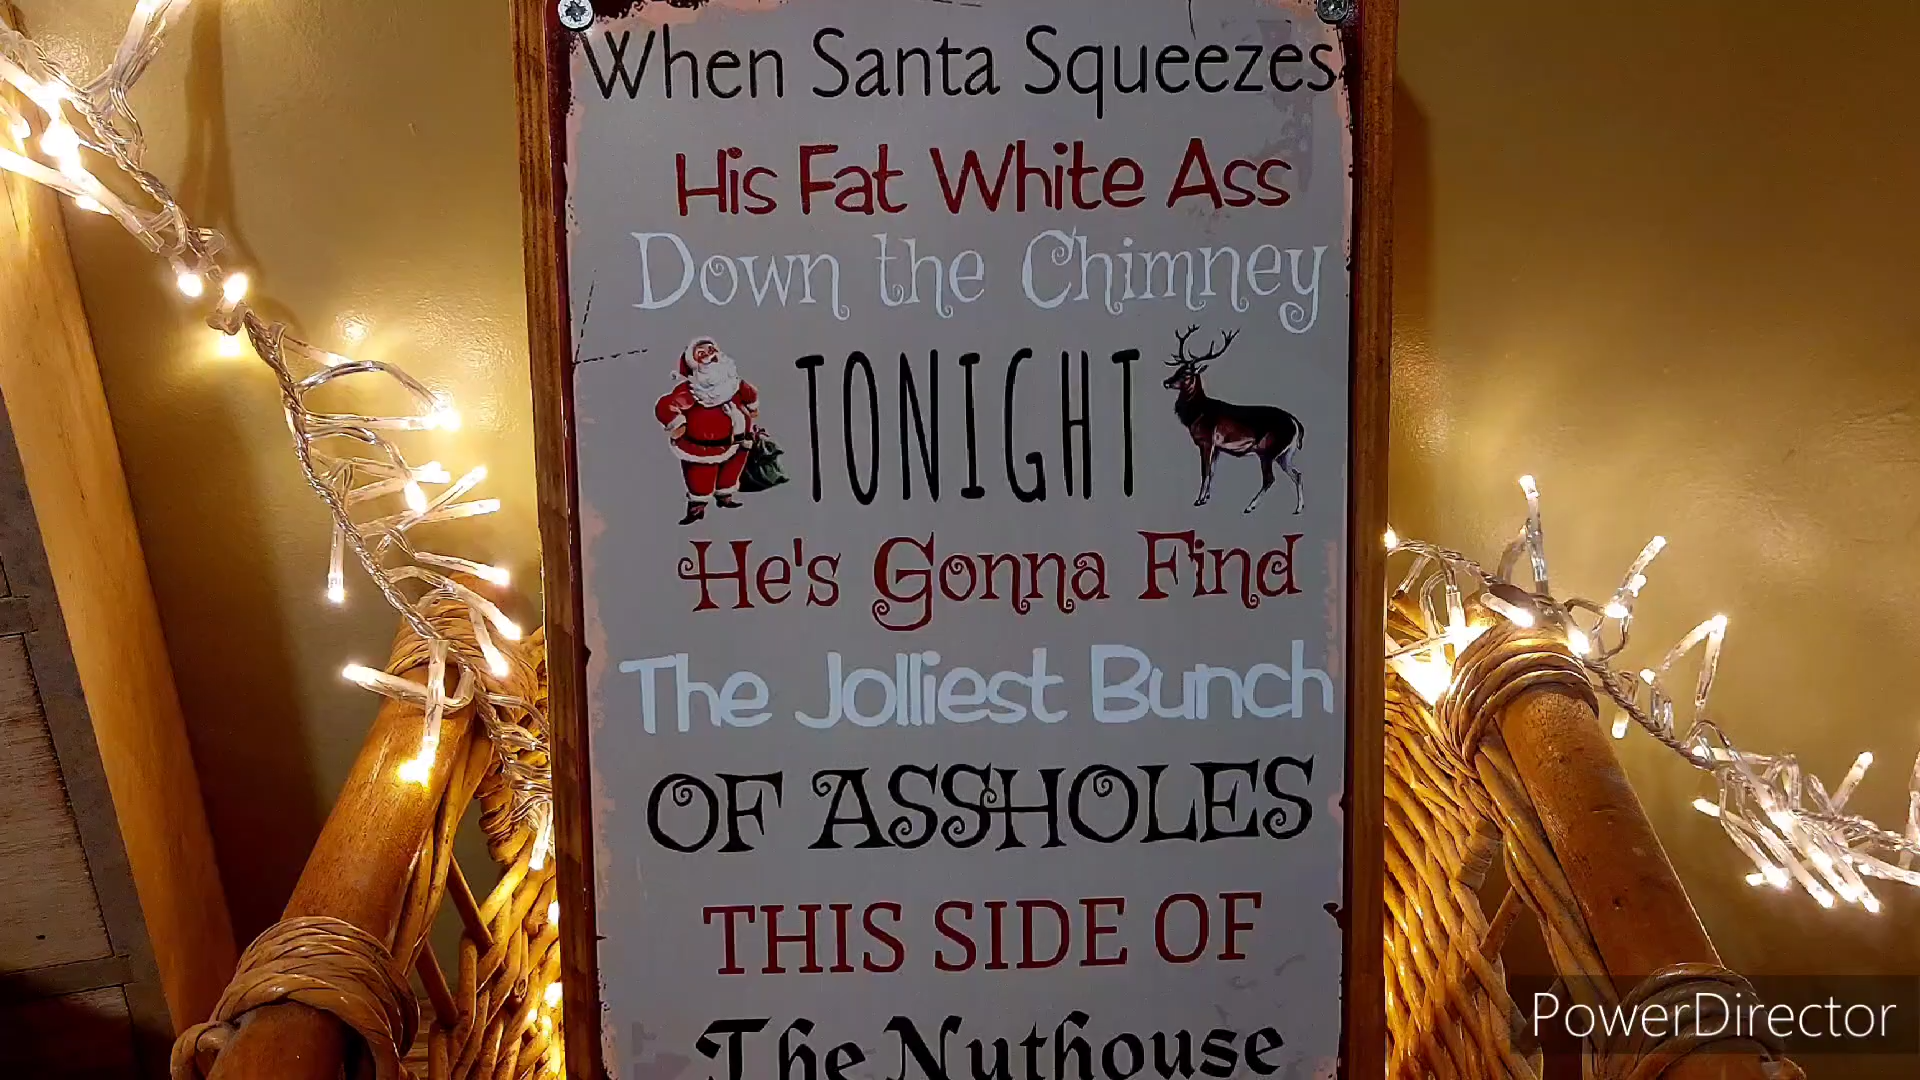 When Santa Squeezes
His Fat White Ass
Down the Chimney
TONIGHT
He's Gonna Find
The Jolliest Bunch
OF ASSHOLES
THIS SIDE OF
The Nuthouse
PowerDirector